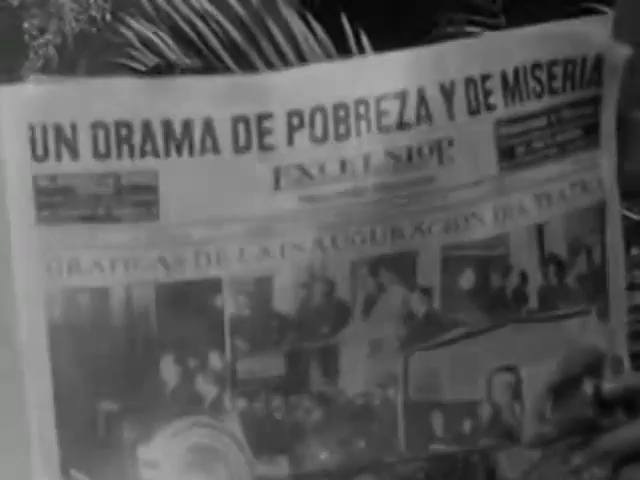 UN DRAMA DE POBREZA Y DE MISERIA
EXCELSIOR
GRAFICAS DE LA INAUGURACION DEL TEATRO